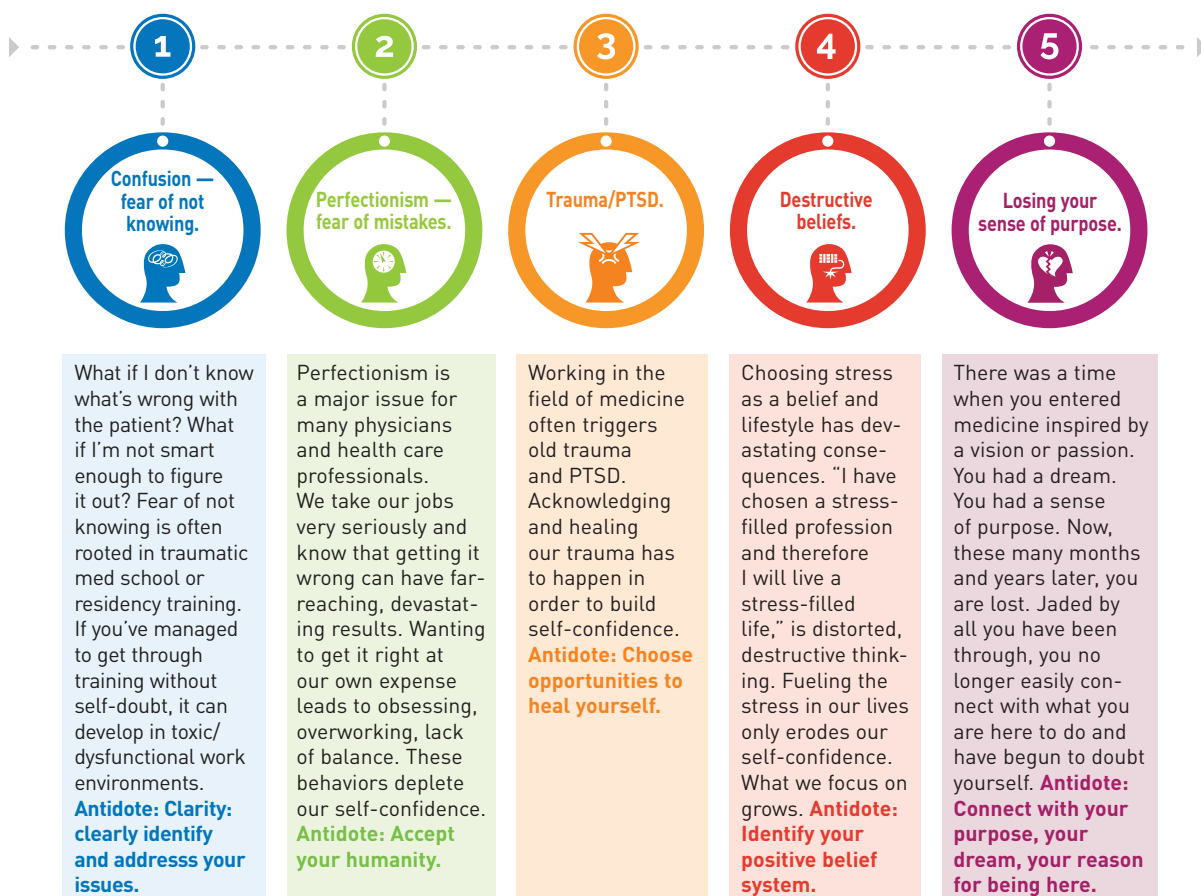 1
2
3
4
5
Confusion —
fear of not
knowing.
Perfectionism —
fear of mistakes.
Trauma/PTSD.
Destructive
beliefs.
Losing your
sense of purpose.
What if I don’t know
what’s wrong with
the patient? What
if I’m not smart
enough to figure
it out? Fear of not
knowing is often
rooted in traumatic
med school or
residency training.
If you’ve managed
to get through
training without
self-doubt, it can
develop in toxic/
dysfunctional work
environments.
Antidote: Clarity:
clearly identify
and addresss your
issues.
Perfectionism is
a major issue for
many physicians
and health care
professionals.
We take our jobs
very seriously and
know that getting it
wrong can have far-
reaching, devastat-
ing results. Wanting
to get it right at
our own expense
leads to obsessing,
overworking, lack
of balance. These
behaviors deplete
our self-confidence.
Antidote: Accept
your humanity.
Working in the
field of medicine
often triggers
old trauma
and PTSD.
Acknowledging
and healing
our trauma has
to happen in
order to build
self-confidence.
Antidote: Choose
opportunities to
heal yourself.
Choosing stress
as a belief and
lifestyle has dev-
astating conse-
quences. “I have
chosen a stress-
filled profession
and therefore
I will live a
stress-filled
life,” is distorted,
destructive think-
ing. Fueling the
stress in our lives
only erodes our
self-confidence.
What we focus on
grows. Antidote:
Identify your
positive belief
system.
There was a time
when you entered
medicine inspired by
a vision or passion.
You had a dream.
You had a sense
of purpose. Now,
these many months
and years later, you
are lost. Jaded by
all you have been
through, you no
longer easily con-
nect with what you
are here to do and
have begun to doubt
yourself. Antidote:
Connect with your
purpose, your
dream, your reason
for being here.